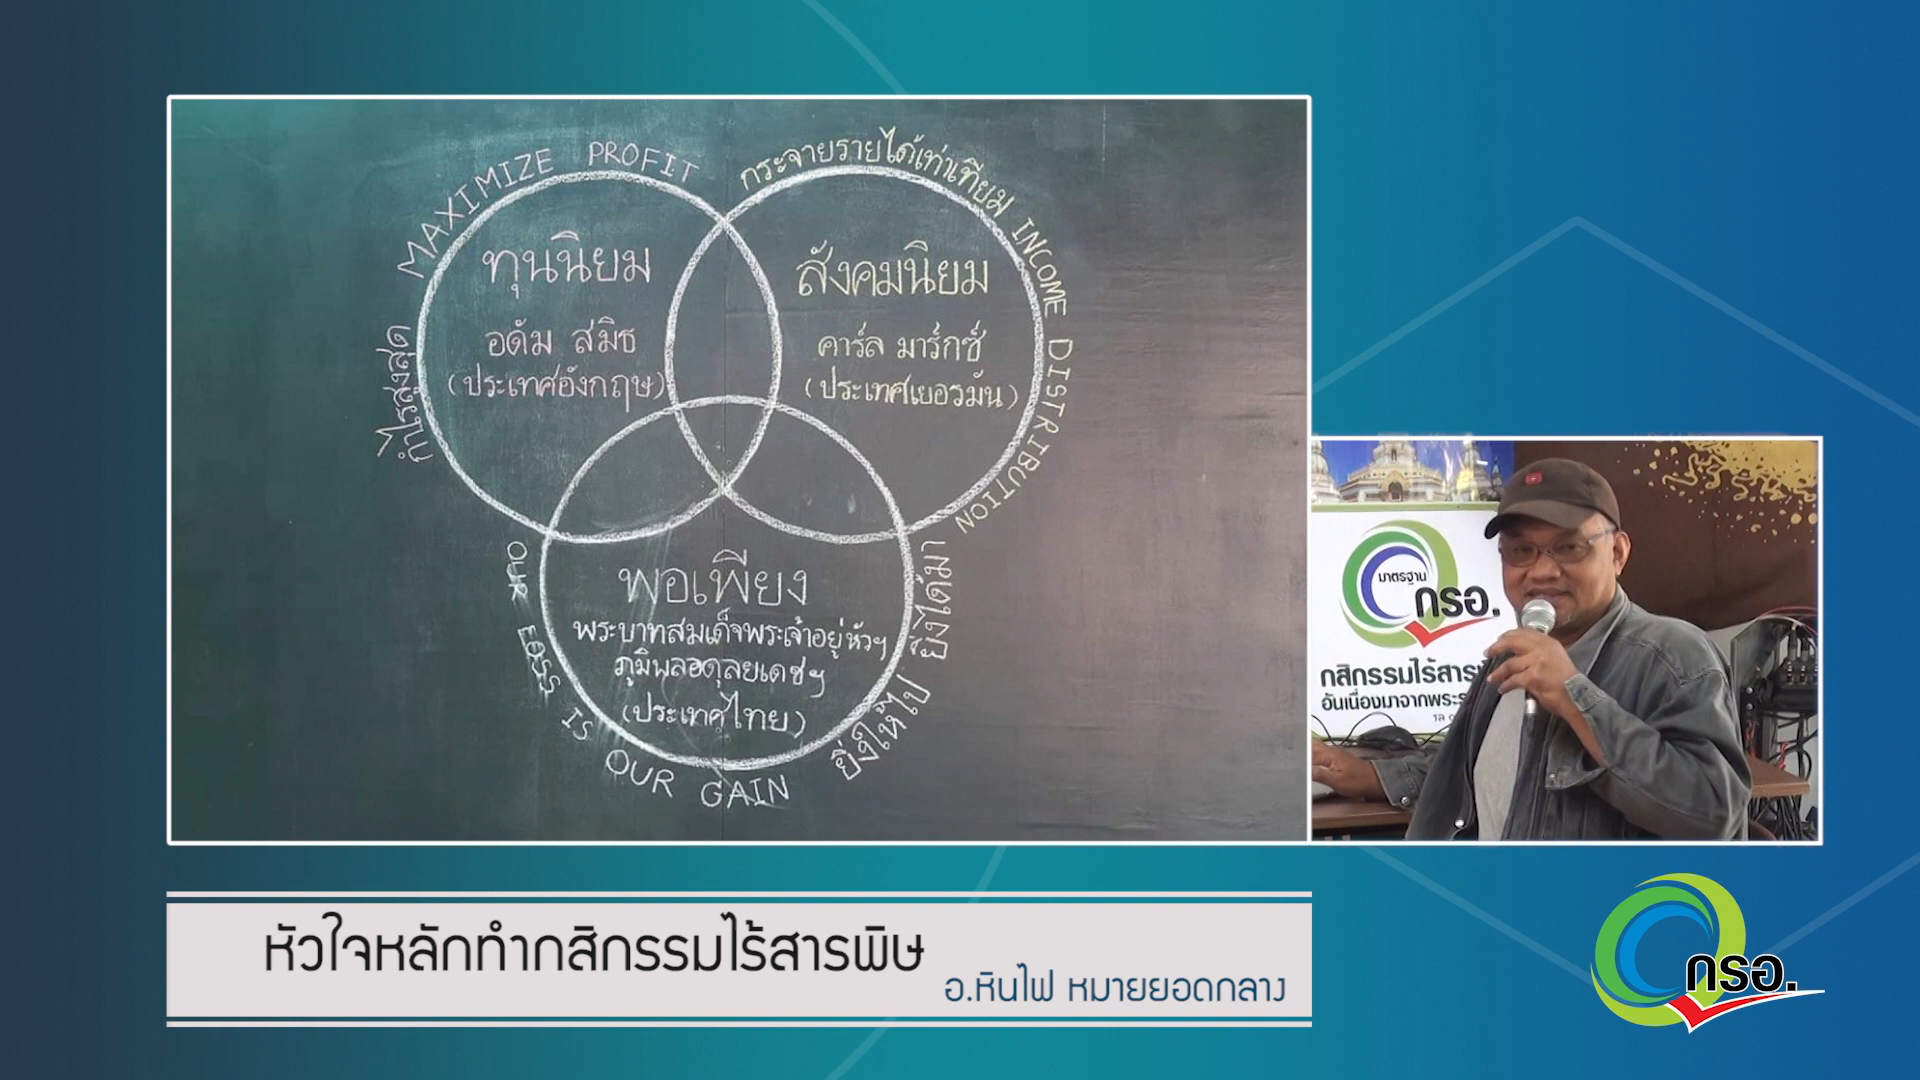 MAXIMIZE PROFIT
กำไรสูงสุด
ทุนนิยม
อดัม สมิธ
(ประเทศอังกฤษ)
กระจายรายได้เท่าเทียม INCOME DISTRIBUTION
สังคมนิยม
คาร์ล มาร์กซ์
(ประเทศเยอรมัน)
พอเพียง
พระบาทสมเด็จพระเจ้าอยู่หัวฯ
ภูมิพลอดุลยเดชฯ
(ประเทศไทย)
OUR LOSS IS OUR GAIN
ยิ่งให้ไป ยิ่งได้มา
มาตรฐาน
กรอ.
กสิกรรมไร้สาร
อันเนื่องมาจากพระ
หัวใจหลักทำกสิกรรมไร้สารพิษ
อ.หินไฟ หมายยอดกลาง
กรอ.